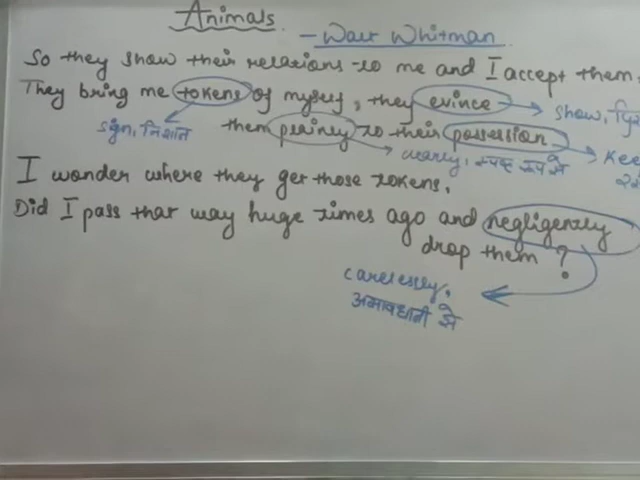 Animals
- Walt Whitman
So they show their relations to me and I accept them,
They bring me tokens of myself, they evince show,
sign, निशान them plainly to their possession
clearly, स्पष्ट रूप से
I wonder where they get those tokens,
Did I pass that way huge times ago and negligently
drop them ?
carelessly.
असावधानी से